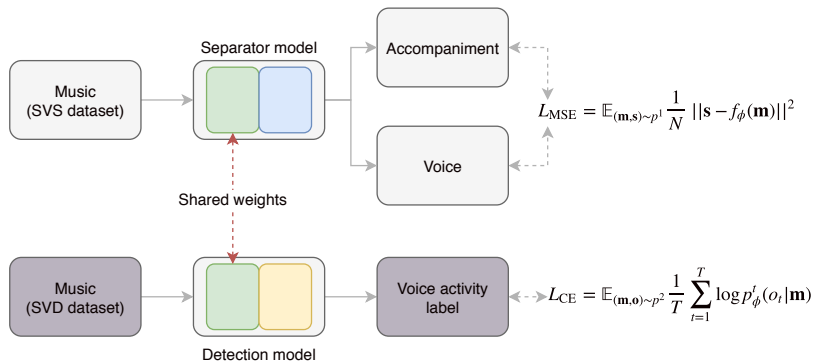 Separator model
Music
(SVS dataset)
Accompaniment
Voice
L_MSE = 𝔼_(𝐦,𝐬)∼p¹ 1/N ||𝐬 − f_ϕ(𝐦)||²
Shared weights
Music
(SVD dataset)
Voice activity
label
L_CE = 𝔼_(𝐦,𝐨)∼p² 1/T ∑_{t=1}^{T} log p_ϕ^t(o_t|𝐦)
Detection model